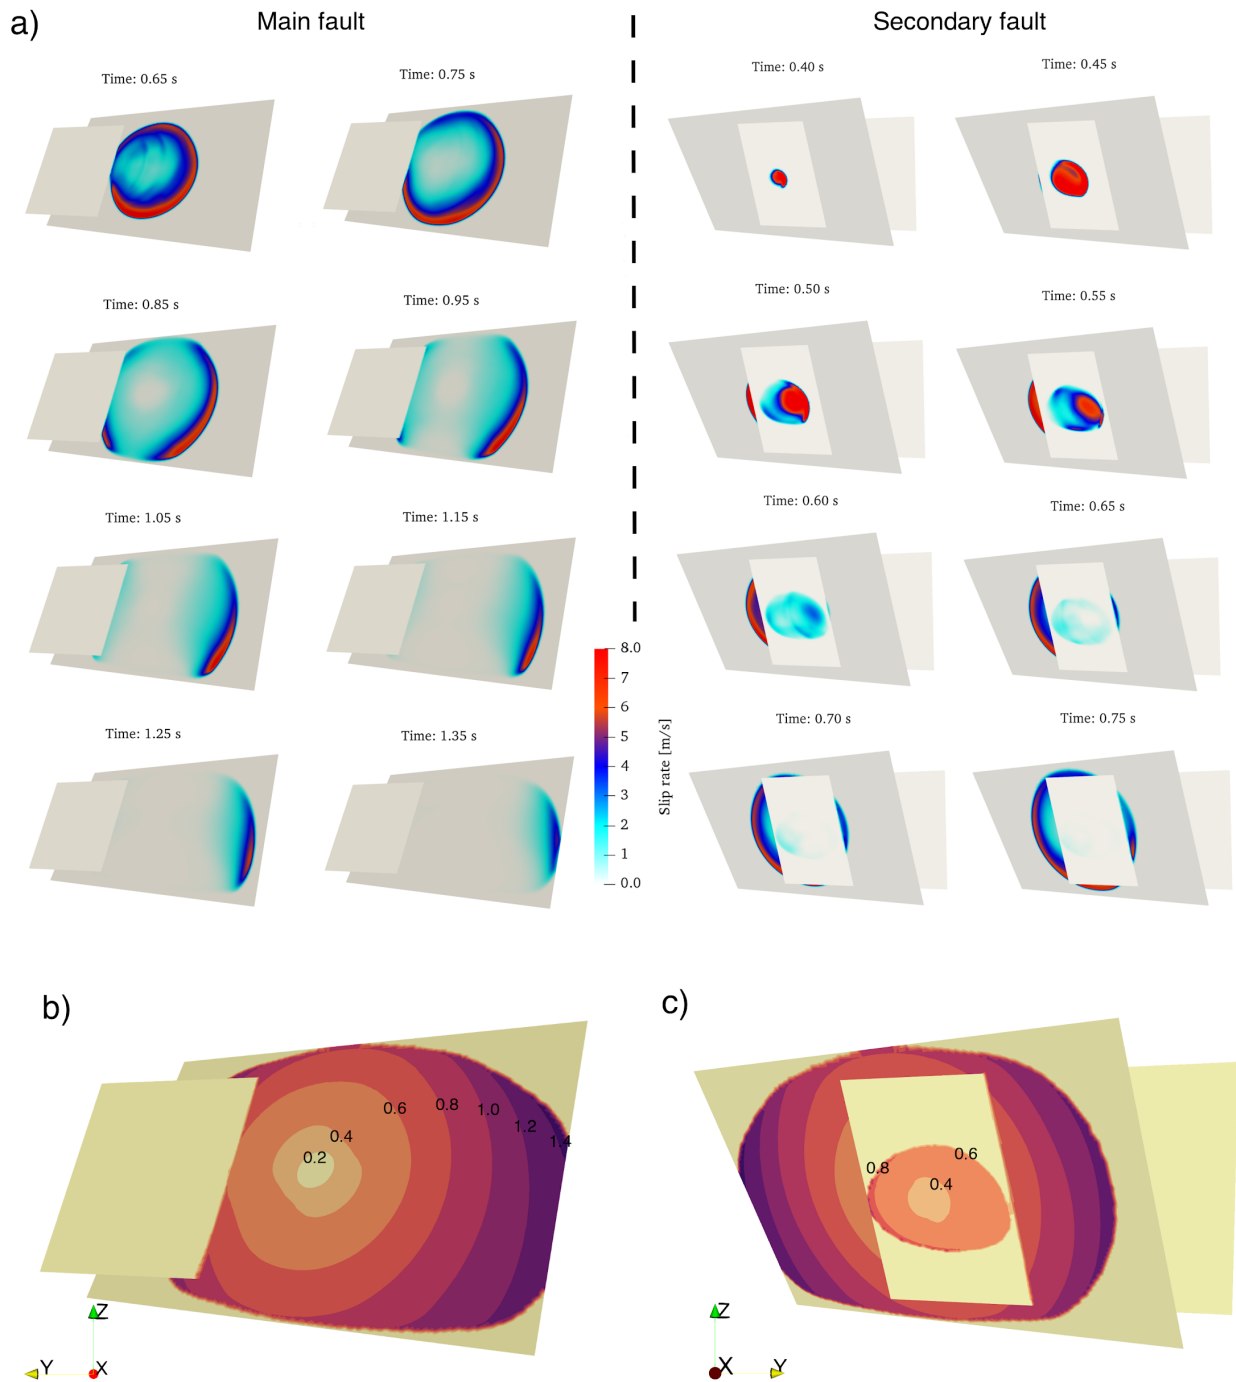 a) Main fault Secondary fault
Time: 0.65 s Time: 0.75 s Time: 0.40 s Time: 0.45 s
Time: 0.85 s Time: 0.95 s Time: 0.50 s Time: 0.55 s
Time: 1.05 s Time: 1.15 s Time: 0.60 s Time: 0.65 s
8.0
7
6
5
4
3
2
1
0.0
Slip rate [m/s]
Time: 1.25 s Time: 1.35 s Time: 0.70 s Time: 0.75 s
b)
0.2
0.4
0.6
0.8
1.0
1.2
1.4
Z
Y
X
c)
0.8
0.6
0.4
Z
X
Y